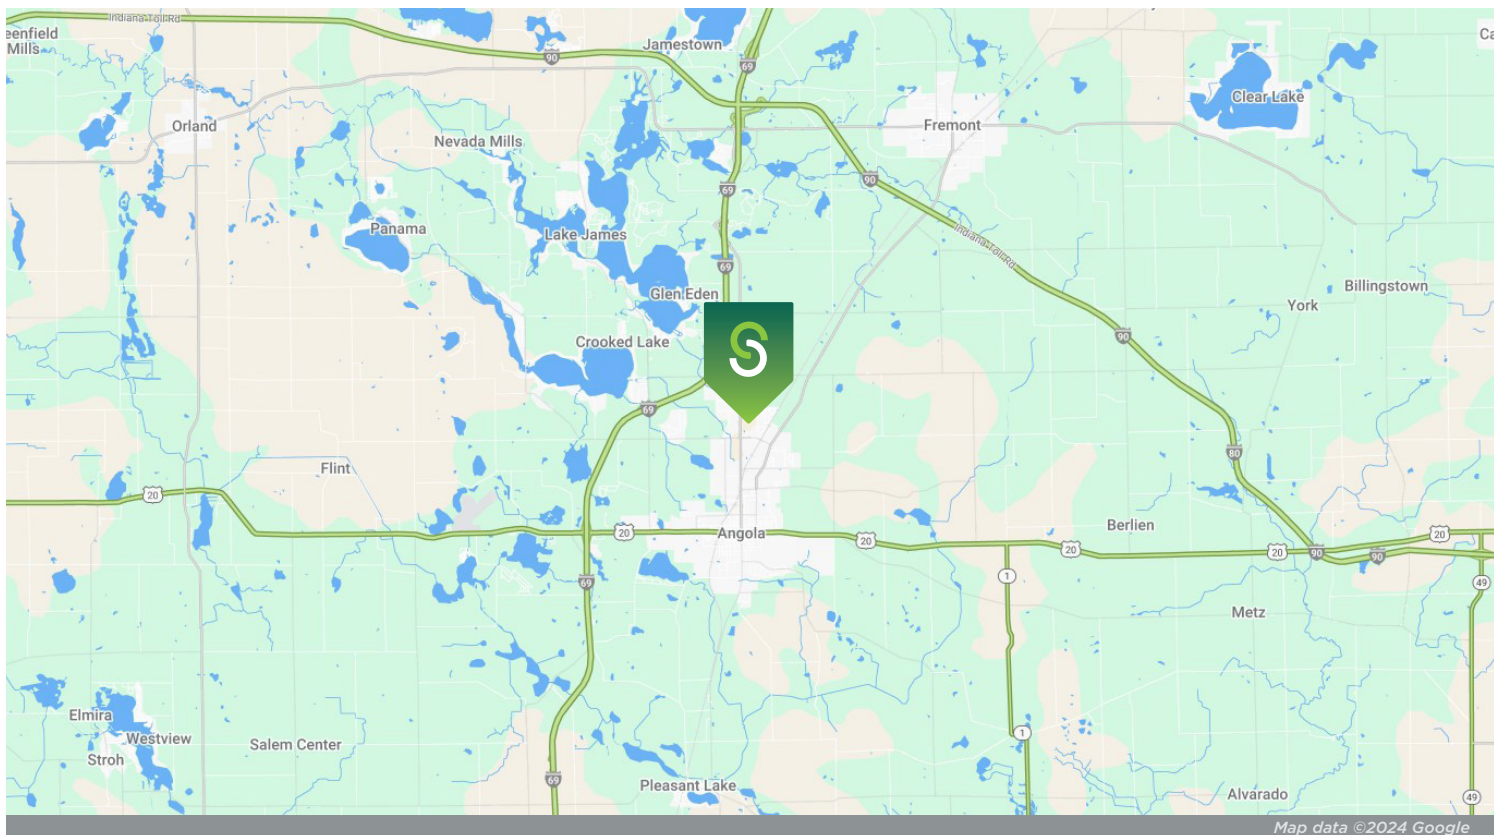 Indiana Toll Rd
eenfield
Mills
Jamestown
Ca
90
69
Clear Lake
Orland
Fremont
Nevada Mills
69
90
Panama
Lake James
Indiana Toll Rd
69
Glen Eden
Billingstown
York
S
90
Crooked Lake
69
80
Flint
20
Berlien
20
Angola
20
20
20
20
90
90
1
69
49
Metz
Elmira
Westview
Salem Center
Stroh
1
69
Pleasant Lake
Alvarado
49
Map data ©2024 Google